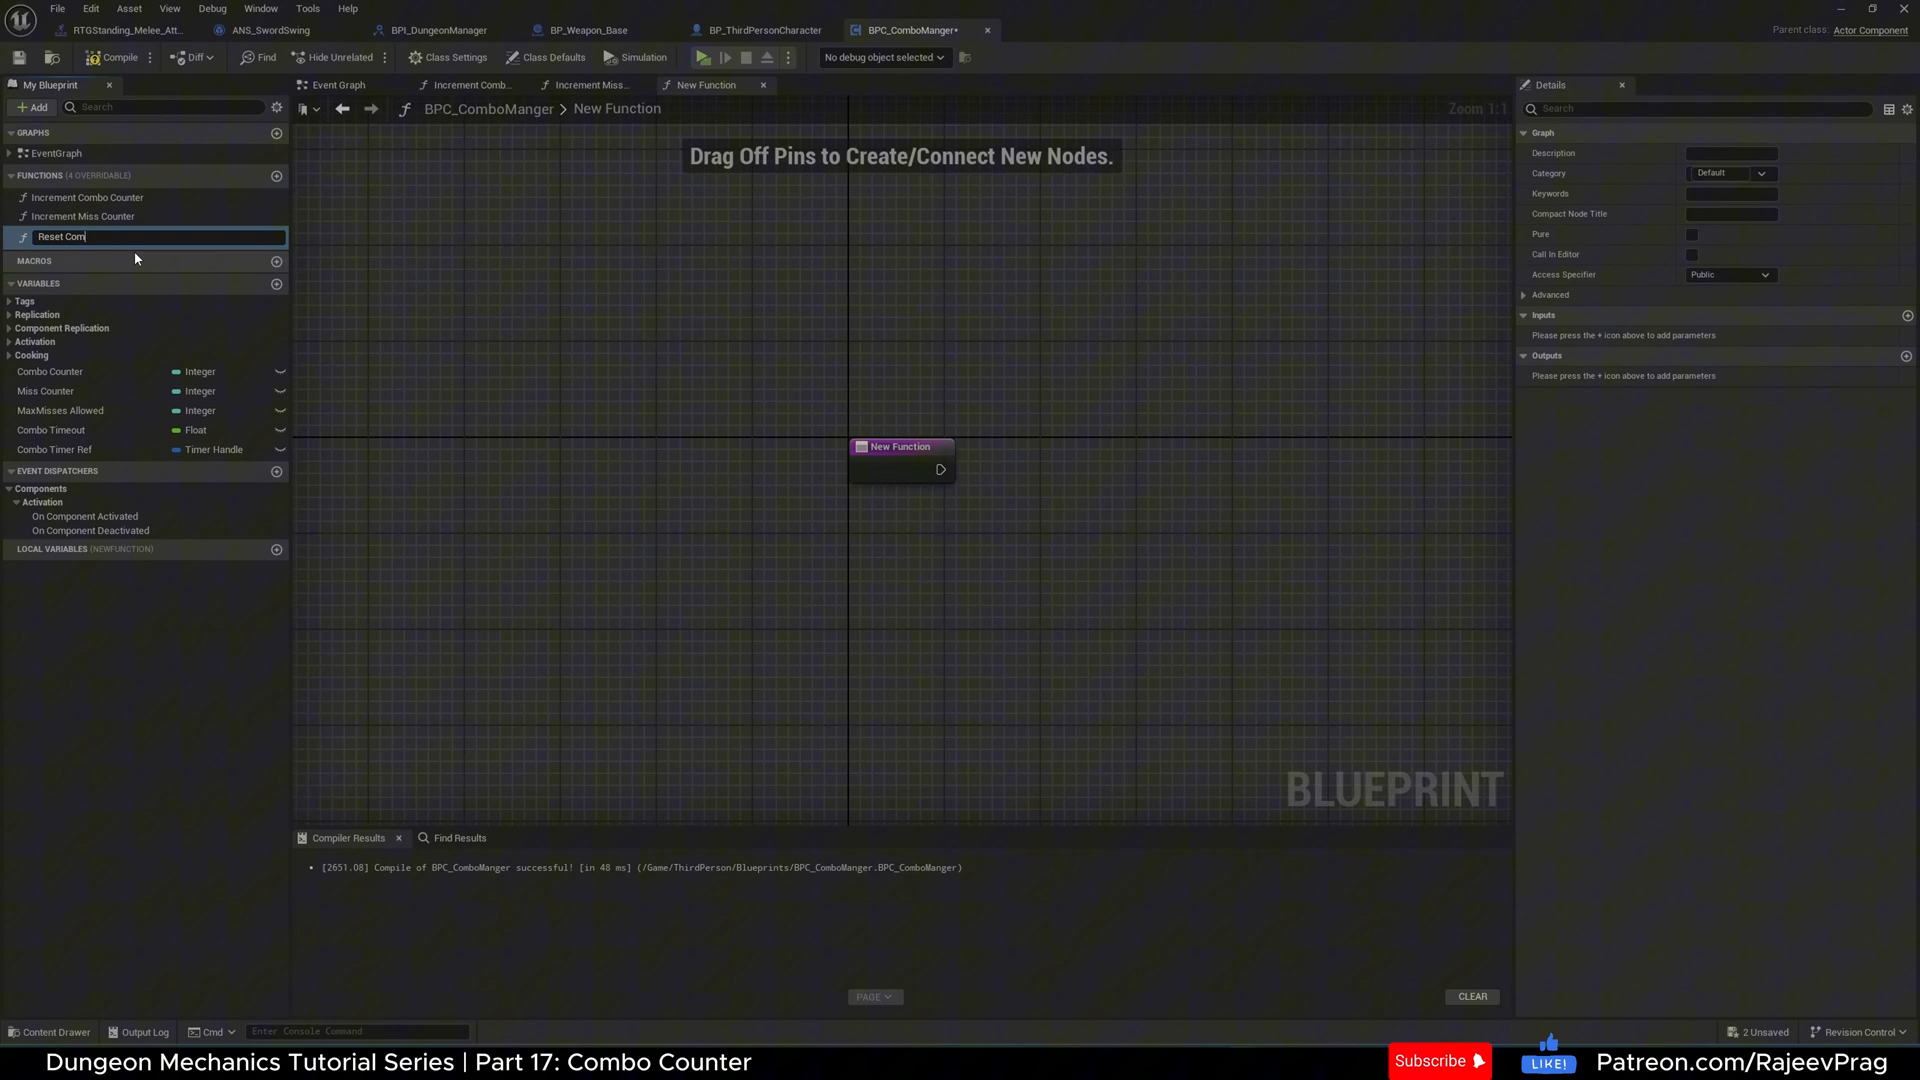 File Edit Asset View Debug Window Tools Help
RTGStanding_Melee_Att... ANS_SwordSwing BPI_DungeonManager BP_Weapon_Base BP_ThirdPersonCharacter BPC_ComboManger• Parent class: Actor Component
Compile Diff Find Hide Unrelated Class Settings Class Defaults Simulation No debug object selected
My Blueprint Event Graph Increment Comb... Increment Miss... New Function Details
Add Search BPC_ComboManger > New Function Zoom 1:1 Search
GRAPHS
EventGraph
FUNCTIONS (4 OVERRIDABLE)
Increment Combo Counter
Increment Miss Counter
Reset Com
MACROS
VARIABLES
Tags
Replication
Component Replication
Activation
Cooking
Combo Counter Integer
Miss Counter Integer
MaxMisses Allowed Integer
Combo Timeout Float
Combo Timer Ref Timer Handle
EVENT DISPATCHERS
Components
Activation
On Component Activated
On Component Deactivated
LOCAL VARIABLES (NEWFUNCTION)
Drag Off Pins to Create/Connect New Nodes.
New Function
BLUEPRINT
Graph
Description
Category Default
Keywords
Compact Node Title
Pure
Call In Editor
Access Specifier Public
Advanced
Inputs
Please press the + icon above to add parameters
Outputs
Please press the + icon above to add parameters
Compiler Results Find Results
[2651.08] Compile of BPC_ComboManger successful! [in 48 ms] (/Game/ThirdPerson/Blueprints/BPC_ComboManger.BPC_ComboManger)
PAGE CLEAR
Content Drawer Output Log Cmd Enter Console Command 2 Unsaved Revision Control
Dungeon Mechanics Tutorial Series | Part 17: Combo Counter Subscribe LIKE! Patreon.com/RajeevPrag